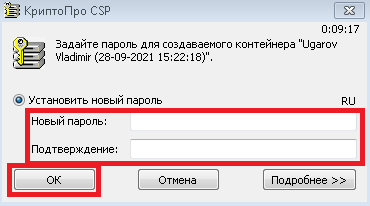 КриптоПро CSP
0:09:17
Задайте пароль для создаваемого контейнера "Ugarov
Vladimir (28-09-2021 15:22:18)".
Установить новый пароль
RU
Новый пароль:
Подтверждение:
ОК
Отмена
Подробнее >>